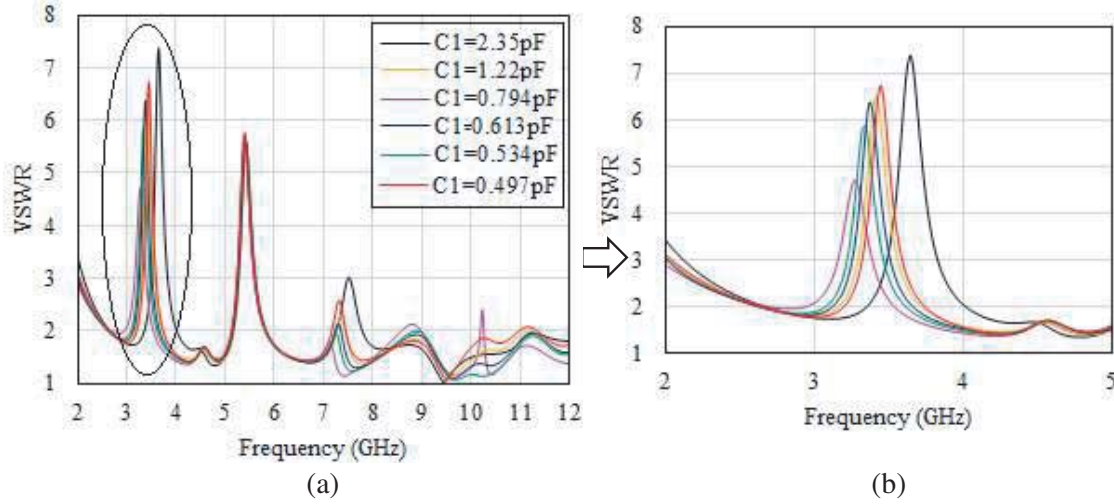 8
7
6
5
4
3
2
1
VSWR
C1=2.35pF
C1=1.22pF
C1=0.794pF
C1=0.613pF
C1=0.534pF
C1=0.497pF
2 3 4 5 6 7 8 9 10 11 12
Frequency (GHz)
(a)
8
7
6
5
4
3
2
1
VSWR
2 3 4 5
Frequency (GHz)
(b)